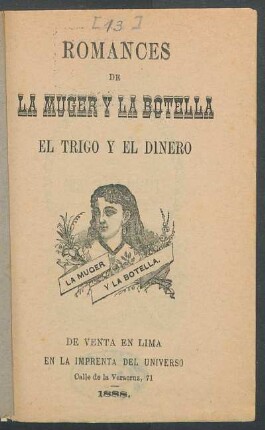 [13]
ROMANCES
DE
LA MUGER Y LA BOTELLA
EL TRIGO Y EL DINERO
LA MUGER
Y LA BOTELLA.
DE VENTA EN LIMA
EN LA IMPRENTA DEL UNIVERSO
Calle de la Veracruz, 71
1888.